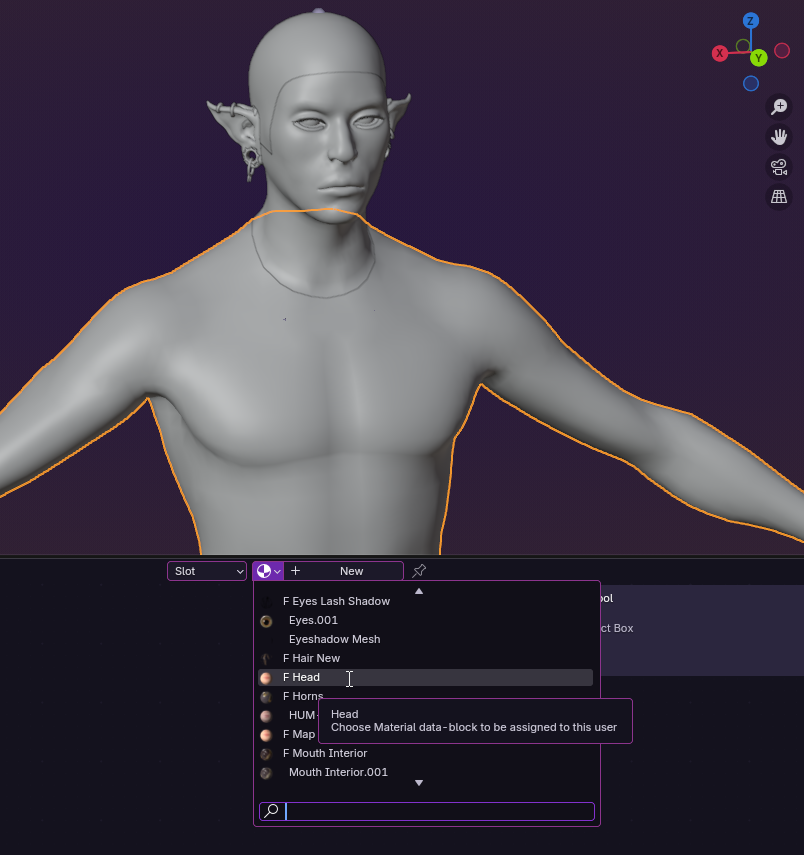 Z
X
Y
Slot
New
F Eyes Lash Shadow
ol
Eyes.001
ct Box
Eyeshadow Mesh
F Hair New
F Head
F Horns
HUM-
F Map
Head
Choose Material data-block to be assigned to this user
F Mouth Interior
Mouth Interior.001